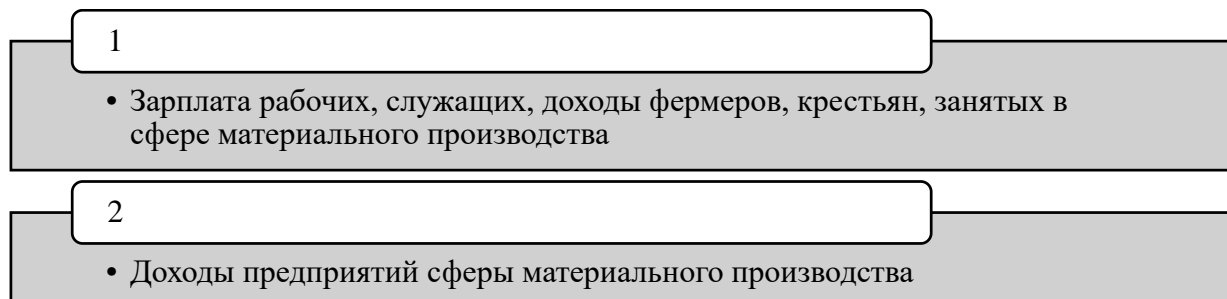 1
• Зарплата рабочих, служащих, доходы фермеров, крестьян, занятых в
сфере материального производства
2
• Доходы предприятий сферы материального производства